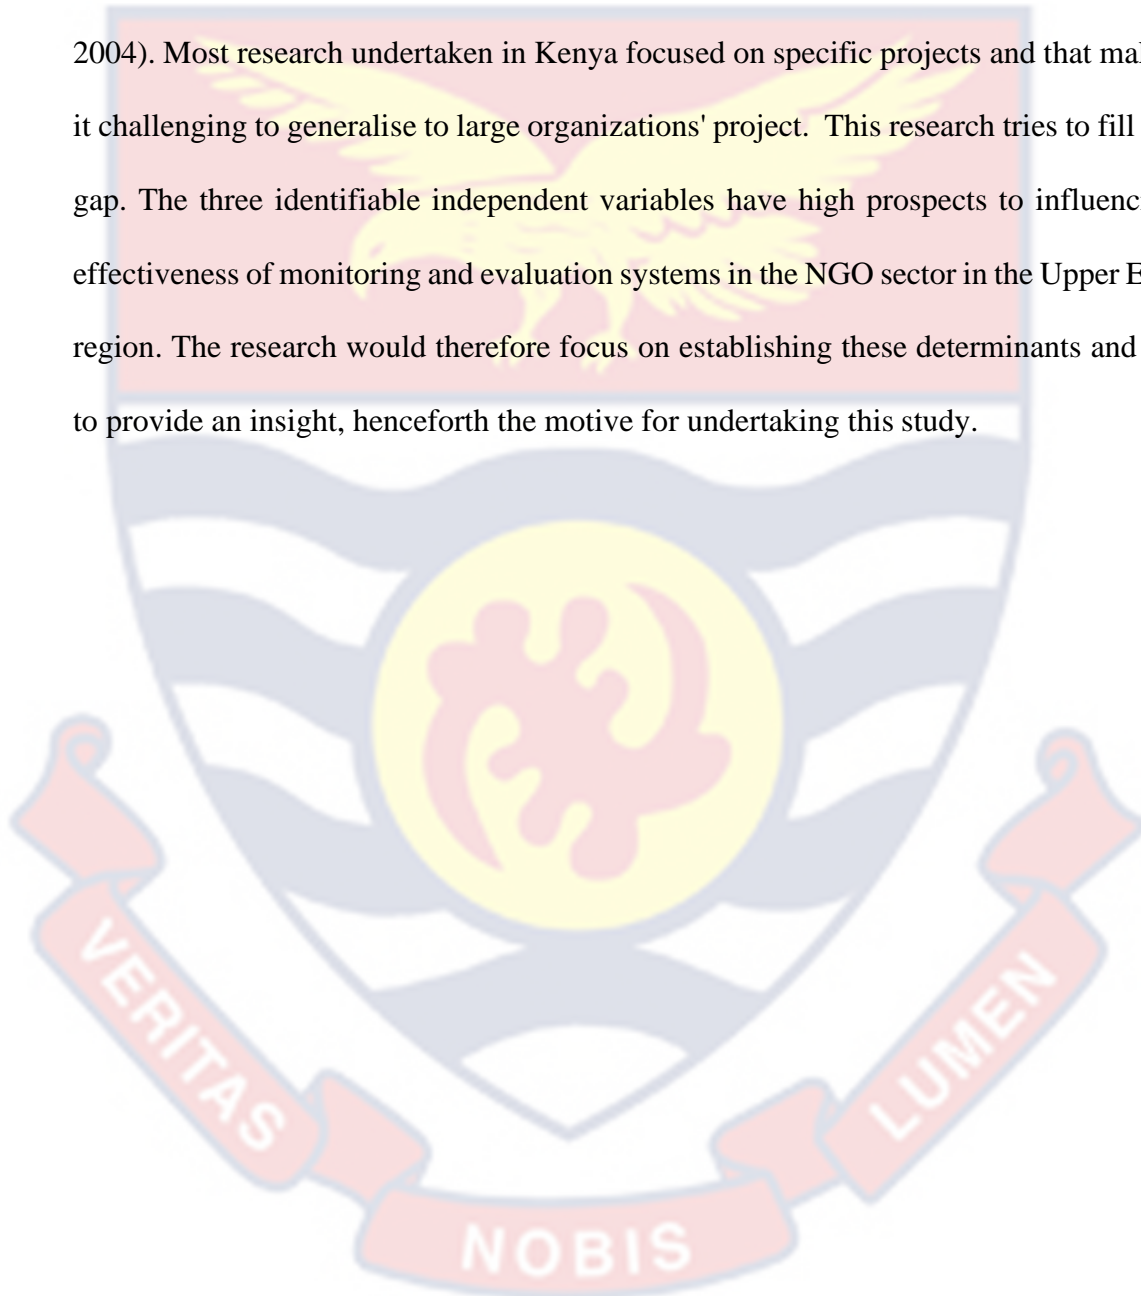 2004). Most research undertaken in Kenya focused on specific projects and that
it challenging to generalise to large organizations' project. This research tries to fill
gap. The three identifiable independent variables have high prospects to
effectiveness of monitoring and evaluation systems in the NGO sector in the Upper
region. The research would therefore focus on establishing these determinants and
to provide an insight, henceforth the motive for undertaking this study.
VERITAS
NOBIS
LUMEN